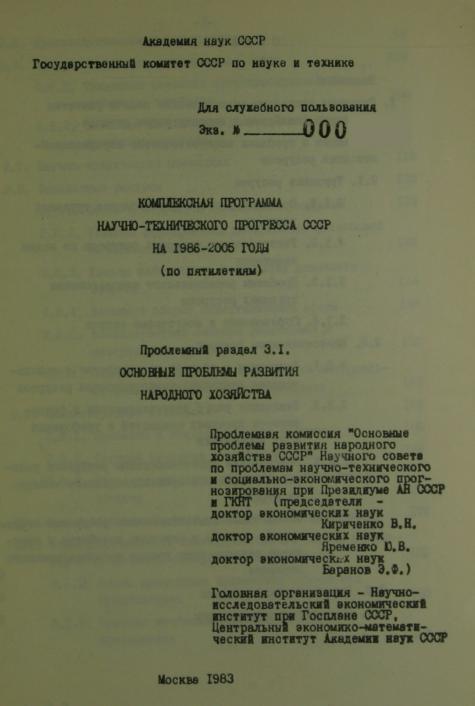 Академия наук СССР
Государственный комитет СССР по науке и технике
Для служебного пользования
Экз. № 000
КОМПЛЕКСНАЯ ПРОГРАММА
НАУЧНО-ТЕХНИЧЕСКОГО ПРОГРЕССА СССР
НА 1986-2005 ГОДЫ
(по пятилетиям)
Проблемный раздел 3.1.
ОСНОВНЫЕ ПРОБЛЕМЫ РАЗВИТИЯ
НАРОДНОГО ХОЗЯЙСТВА
Проблемная комиссия "Основные
проблемы развития народного
хозяйства СССР" Научного совета
по проблемам научно-технического
и социально-экономического прог-
нозирования при Президиуме АН СССР
и ГКНТ (председатели -
доктор экономических наук
Кириченко В.Н.
доктор экономических наук
Яременко Ю.В.
доктор экономических наук
Баранов Э.Ф.)
Головная организация - Научно-
исследовательский экономический
институт при Госплане СССР,
Центральный экономико-математи-
ческий институт Академии наук СССР
Москва 1983